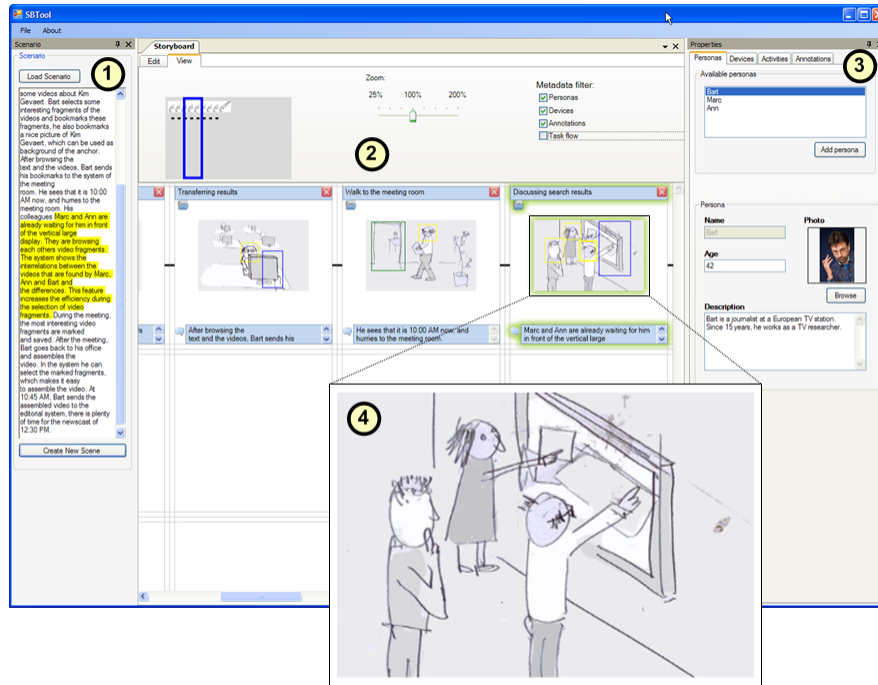 SBTool
File About
Scenario
Scenario
Load Scenario
1
some videos about Kim
Gevaert. Bart selects some
interesting fragments of the
videos and bookmarks these
fragments, he also bookmarks
a nice picture of Kim
Gevaert, which can be used as
background of the anchor.
After browsing the
text and the videos, Bart sends
his bookmarks to the system of
the meeting
room. He sees that it is 10:00
AM now, and hurries to the
meeting room. His
colleagues Marc and Ann are
already waiting for him in front
of the vertical large
display. They are browsing
each others video fragments.
The system shows the
interrelations between the
videos that are found by Marc,
Ann and Bart and
the differences. This feature
increases the efficiency during
the selection of video
fragments. During the meeting,
the most interesting video
fragments are marked
and saved. After the meeting,
Bart goes back to his office
and assembles the
video. In the system he can
select the marked fragments,
which makes it easy
to assemble the video. At
10:45 AM, Bart sends the
assembled video to the
editorial system, there is plenty
of time for the newscast of
12:30 PM.
Create New Scene
Storyboard
Edit View
Zoom:
25% 100% 200%
Metadata filter:
Personas
Devices
Annotations
Task flow
2
Transferring results
Walk to the meeting room
Discussing search results
s
After browsing the
text and the videos, Bart sends his
He sees that it is 10:00 AM now, and
hurries to the meeting room.
Marc and Ann are already waiting for him
in front of the vertical large
4
Properties
Personas Devices Activities Annotations
3
Available personas
Bart
Marc
Ann
Add persona
Persona
Name
Photo
Bart
Age
42
Browse
Description
Bart is a journalist at a European TV station.
Since 15 years, he works as a TV researcher.